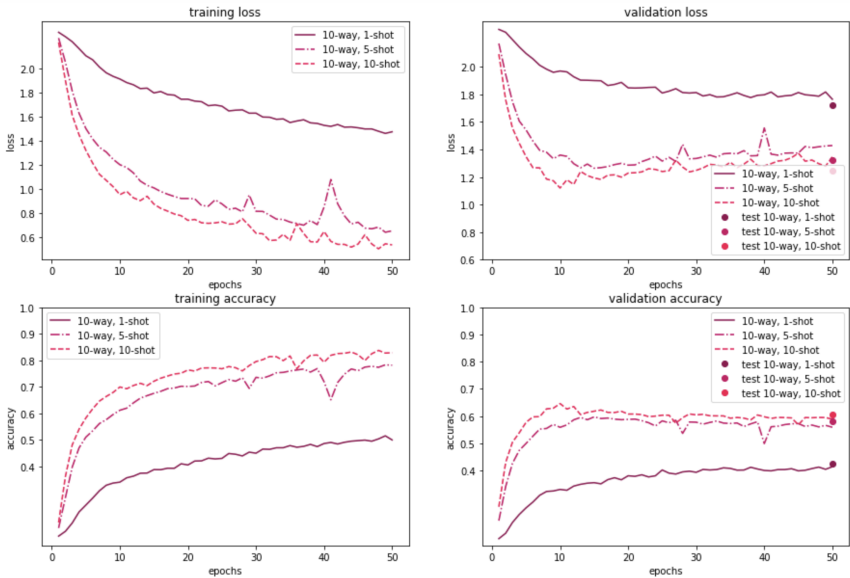 training loss
10-way, 1-shot
10-way, 5-shot
10-way, 10-shot
2.0
1.8
1.6
1.4
1.2
1.0
0.8
0.6
loss
0 10 20 30 40 50
epochs
validation loss
2.0
1.8
1.6
1.4
1.2
1.0
0.8
0.6
loss
10-way, 1-shot
10-way, 5-shot
10-way, 10-shot
test 10-way, 1-shot
test 10-way, 5-shot
test 10-way, 10-shot
0 10 20 30 40 50
epochs
training accuracy
10-way, 1-shot
10-way, 5-shot
10-way, 10-shot
1.0
0.9
0.8
0.7
0.6
0.5
0.4
accuracy
0 10 20 30 40 50
epochs
validation accuracy
10-way, 1-shot
10-way, 5-shot
10-way, 10-shot
test 10-way, 1-shot
test 10-way, 5-shot
test 10-way, 10-shot
1.0
0.9
0.8
0.7
0.6
0.5
0.4
accuracy
0 10 20 30 40 50
epochs